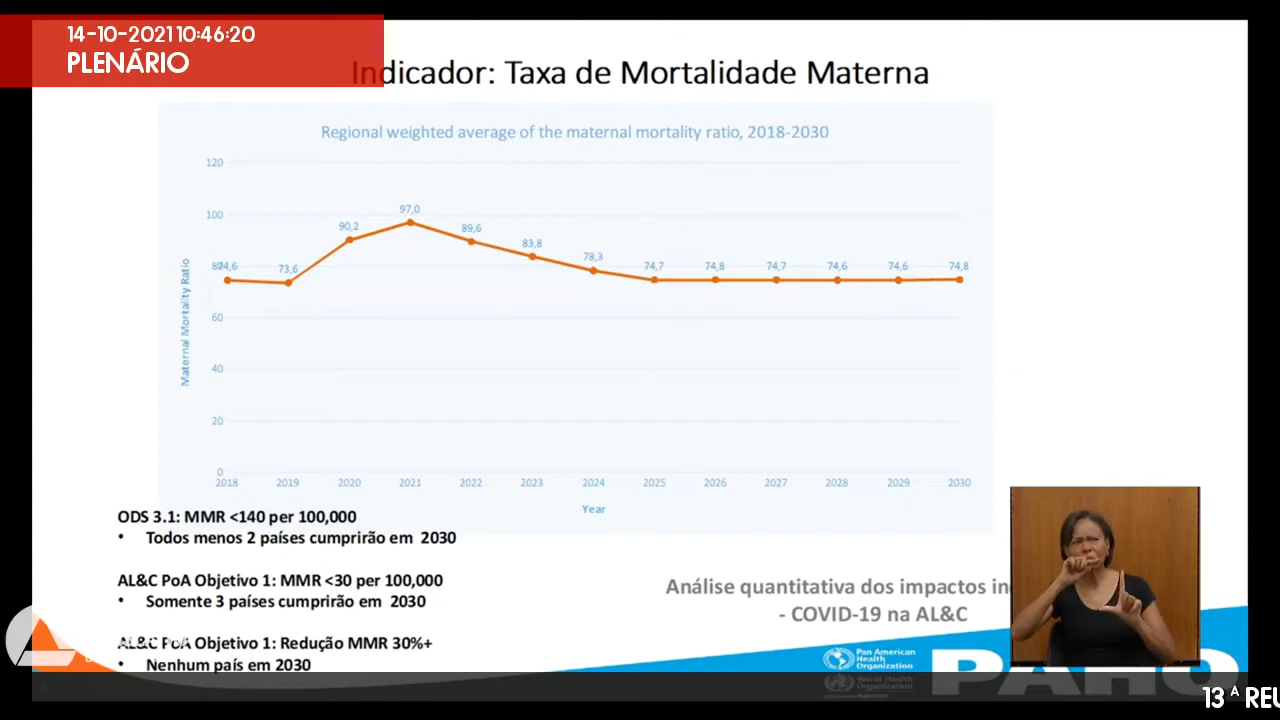 14-10-2021 10:46:20
PLENÁRIO
Indicador: Taxa de Mortalidade Materna
Regional weighted average of the maternal mortality ratio, 2018-2030
Maternal Mortality Ratio
120
100
80
60
40
20
0
74,6
73,6
90,2
97,0
89,6
83,8
78,3
74,7
74,8
74,7
74,6
74,6
74,8
2018 2019 2020 2021 2022 2023 2024 2025 2026 2027 2028 2029 2030
Year
ODS 3.1: MMR <140 per 100,000
• Todos menos 2 países cumprirão em 2030
AL&C PoA Objetivo 1: MMR <30 per 100,000
• Somente 3 países cumprirão em 2030
AL&C PoA Objetivo 1: Redução MMR 30%+
• Nenhum país em 2030
Análise quantitativa dos impactos
- COVID-19 na AL&C
Pan American
Health
Organization
World Health
Organization
PAHO
13ª REU